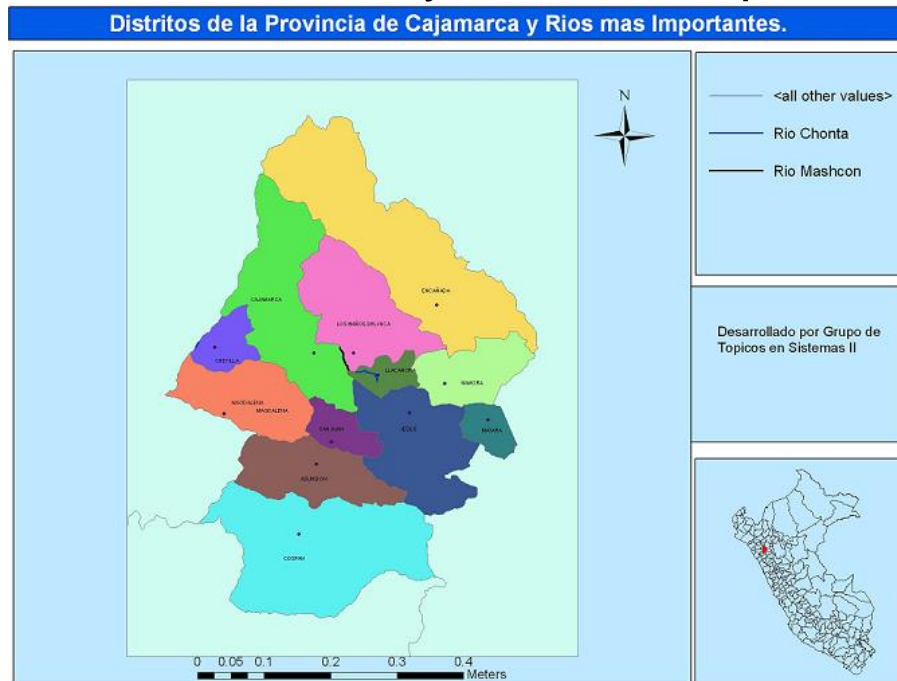 Distritos de la Provincia de Cajamarca y Rios mas Importantes.
N
<all other values>
Rio Chonta
Rio Mashcon
Desarrollado por Grupo de
Topicos en Sistemas II
ENCAÑADA
CAJAMARCA
LOS BAÑOS DEL INCA
CHETILLA
LLACANORA
NAMORA
MAGDALENA
MAGDALENA
SAN JUAN
JESUS
MATARA
ASUNCION
COSPAN
0 0.05 0.1 0.2 0.3 0.4
Meters